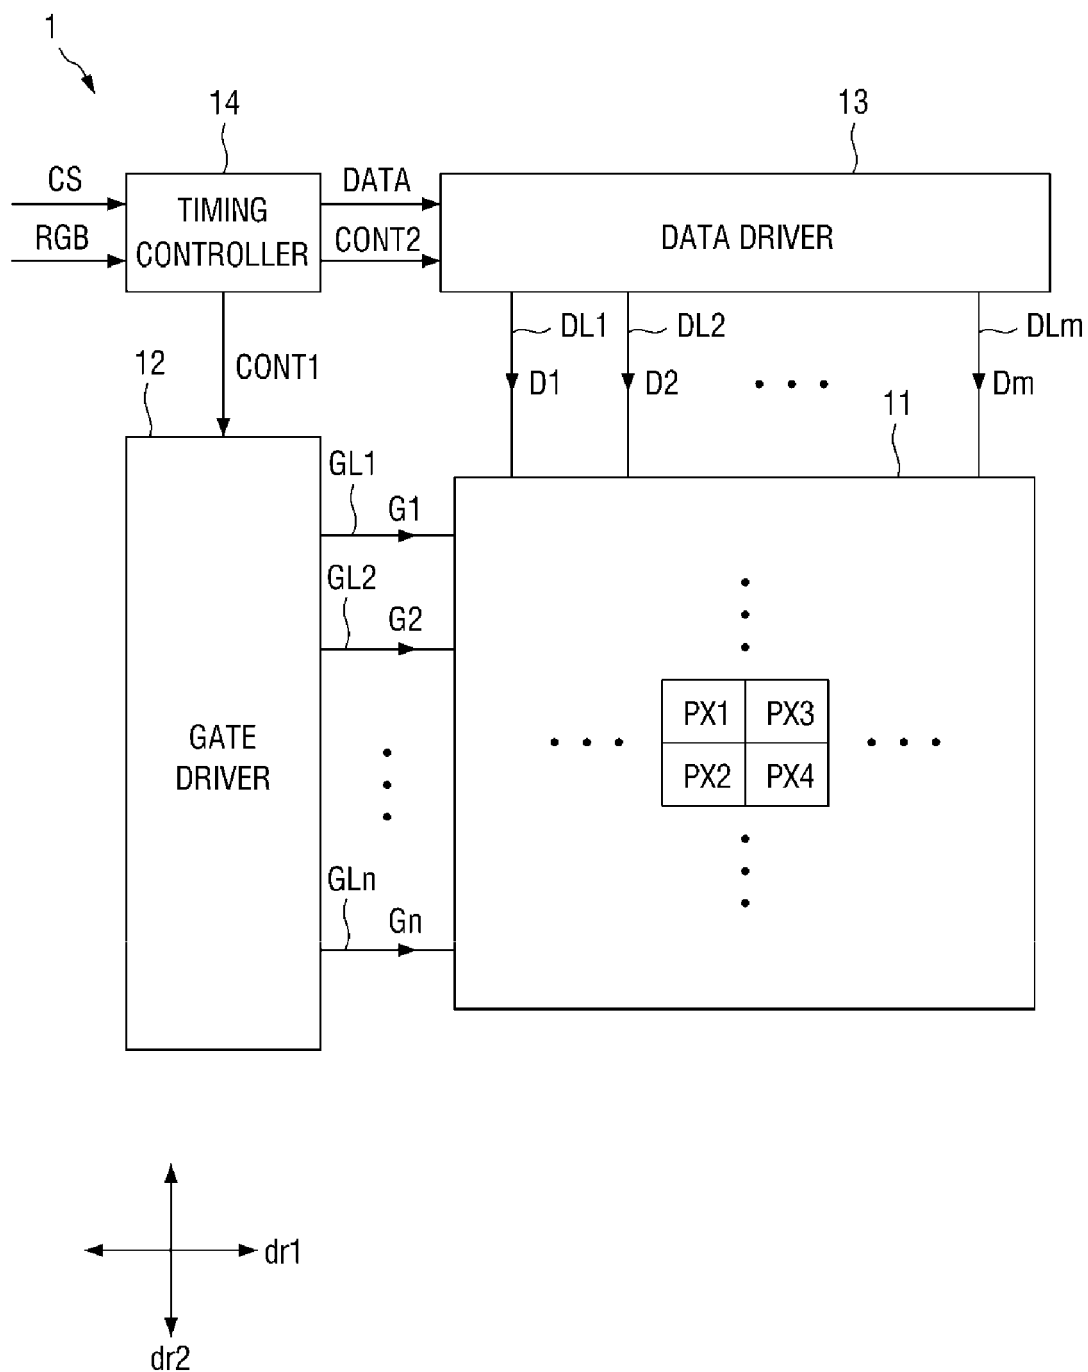 1
14
13
CS
RGB
TIMING
CONTROLLER
DATA
CONT2
DATA DRIVER
12
CONT1
DL1
DL2
DLm
D1
D2
Dm
11
GL1
G1
GL2
G2
GATE
DRIVER
PX1
PX3
PX2
PX4
GLn
Gn
dr1
dr2